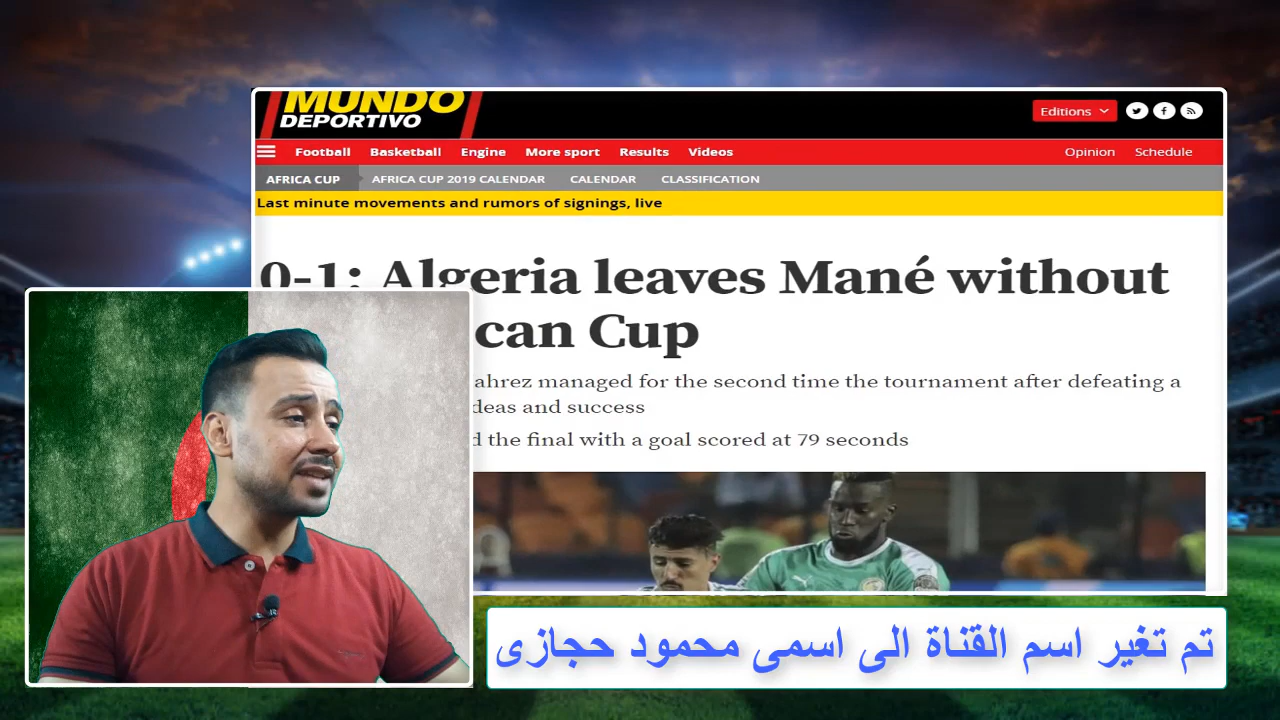 MUNDO
DEPORTIVO
Editions
Football Basketball Engine More sport Results Videos Opinion Schedule
AFRICA CUP AFRICA CUP 2019 CALENDAR CALENDAR CLASSIFICATION
Last minute movements and rumors of signings, live
0-1: Algeria leaves Mané without
can Cup
ahrez managed for the second time the tournament after defeating a
deas and success
d the final with a goal scored at 79 seconds
تم تغير اسم القناة الى اسمى محمود حجازى